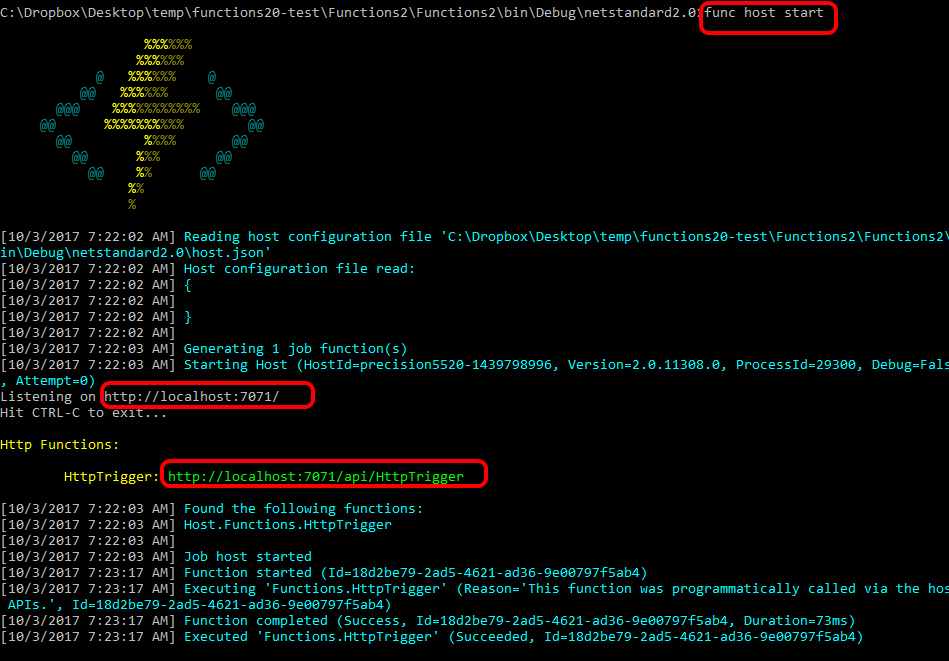 C:\Dropbox\Desktop\temp\functions20-test\Functions2\Functions2\bin\Debug\netstandard2.0>func host start
%%%%%%
%%%%%%
@ %%%%%% @
@@ %%%%%% @@
@@@ %%%%%%%%%%% @@@
@@ %%%%%%%%%% @@
@@ %%%% @@
@@ %%% @@
@@ %% @@
%%
%
[10/3/2017 7:22:02 AM] Reading host configuration file 'C:\Dropbox\Desktop\temp\functions20-test\Functions2\Functions2\
in\Debug\netstandard2.0\host.json'
[10/3/2017 7:22:02 AM] Host configuration file read:
[10/3/2017 7:22:02 AM] {
[10/3/2017 7:22:02 AM]
[10/3/2017 7:22:02 AM] }
[10/3/2017 7:22:02 AM]
[10/3/2017 7:22:03 AM] Generating 1 job function(s)
[10/3/2017 7:22:03 AM] Starting Host (HostId=precision5520-1439798996, Version=2.0.11308.0, ProcessId=29300, Debug=Fals
, Attempt=0)
Listening on http://localhost:7071/
Hit CTRL-C to exit...
Http Functions:
HttpTrigger: http://localhost:7071/api/HttpTrigger
[10/3/2017 7:22:03 AM] Found the following functions:
[10/3/2017 7:22:03 AM] Host.Functions.HttpTrigger
[10/3/2017 7:22:03 AM]
[10/3/2017 7:22:03 AM] Job host started
[10/3/2017 7:23:17 AM] Function started (Id=18d2be79-2ad5-4621-ad36-9e00797f5ab4)
[10/3/2017 7:23:17 AM] Executing 'Functions.HttpTrigger' (Reason='This function was programmatically called via the hos
APIs.', Id=18d2be79-2ad5-4621-ad36-9e00797f5ab4)
[10/3/2017 7:23:17 AM] Function completed (Success, Id=18d2be79-2ad5-4621-ad36-9e00797f5ab4, Duration=73ms)
[10/3/2017 7:23:17 AM] Executed 'Functions.HttpTrigger' (Succeeded, Id=18d2be79-2ad5-4621-ad36-9e00797f5ab4)